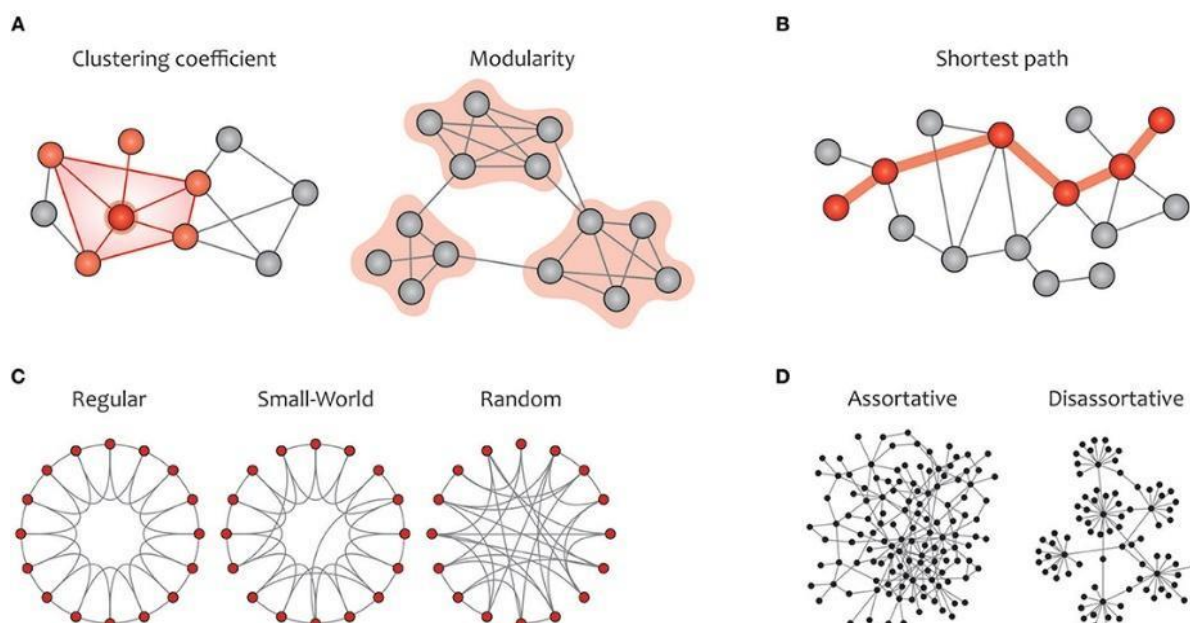 A
B
Clustering coefficient
Modularity
Shortest path
C
D
Regular
Small-World
Random
Assortative
Disassortative